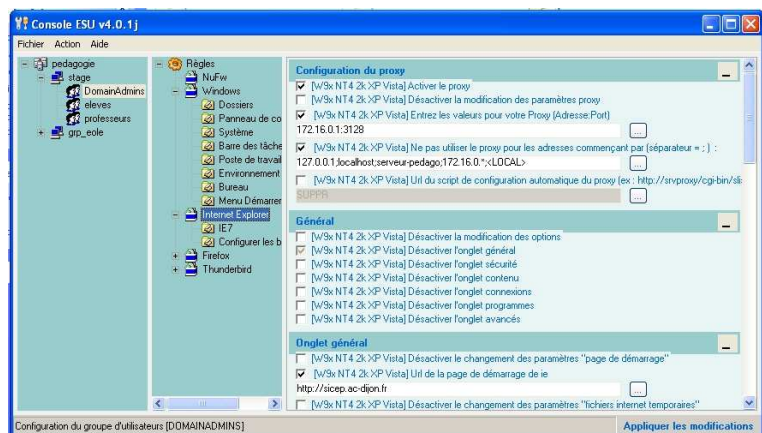 Console ESU v4.0.1j
Fichier Action Aide
pedagogie
stage
DomainAdmins
eleves
professeurs
grp_eole
Règles
NuFw
Windows
Dossiers
Panneau de co
Système
Barre des tâche
Poste de travail
Environnement
Bureau
Menu Démarrer
Internet Explorer
IE7
Configurer les b
Firefox
Thunderbird
Configuration du proxy
[W9x NT4 2k XP Vista] Activer le proxy
[W9x NT4 2k XP Vista] Désactiver la modification des paramètres proxy
[W9x NT4 2k XP Vista] Entrez les valeurs pour votre Proxy (Adresse:Port)
172.16.0.1:3128
...
[W9x NT4 2k XP Vista] Ne pas utiliser le proxy pour les adresses commençant par (séparateur = ; ) :
127.0.0.1;localhost;serveur-pedago;172.16.0.*;<LOCAL>
...
[W9x NT4 2k XP Vista] Url du script de configuration automatique du proxy (ex : http://srvproxy/cgi-bin/sli
SUPPR
...
Général
[W9x NT4 2k XP Vista] Désactiver la modification des options
[W9x NT4 2k XP Vista] Désactiver l'onglet général
[W9x NT4 2k XP Vista] Désactiver l'onglet sécurité
[W9x NT4 2k XP Vista] Désactiver l'onglet contenu
[W9x NT4 2k XP Vista] Désactiver l'onglet connexions
[W9x NT4 2k XP Vista] Désactiver l'onglet programmes
[W9x NT4 2k XP Vista] Désactiver l'onglet avancés
Onglet général
[W9x NT4 2k XP Vista] Désactiver le changement des paramètres "page de démarrage"
[W9x NT4 2k XP Vista] Url de la page de démarrage de ie
http://sicep.ac-dijon.fr
...
[W9x NT4 2k XP Vista] Désactiver le changement des paramètres "fichiers internet temporaires"
Configuration du groupe d'utilisateurs [DOMAINADMINS]
Appliquer les modifications